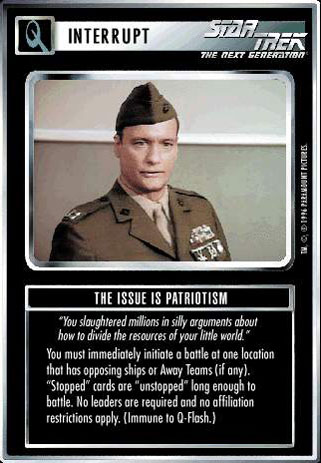 Q INTERRUPT
STAR TREK
THE NEXT GENERATION
TM, ©, ® 1996 PARAMOUNT PICTURES
THE ISSUE IS PATRIOTISM
"You slaughtered millions in silly arguments about
how to divide the resources of your little world."
You must immediately initiate a battle at one location
that has opposing ships or Away Teams (if any).
"Stopped" cards are "unstopped" long enough to
battle. No leaders are required and no affiliation
restrictions apply. (Immune to Q-Flash.)